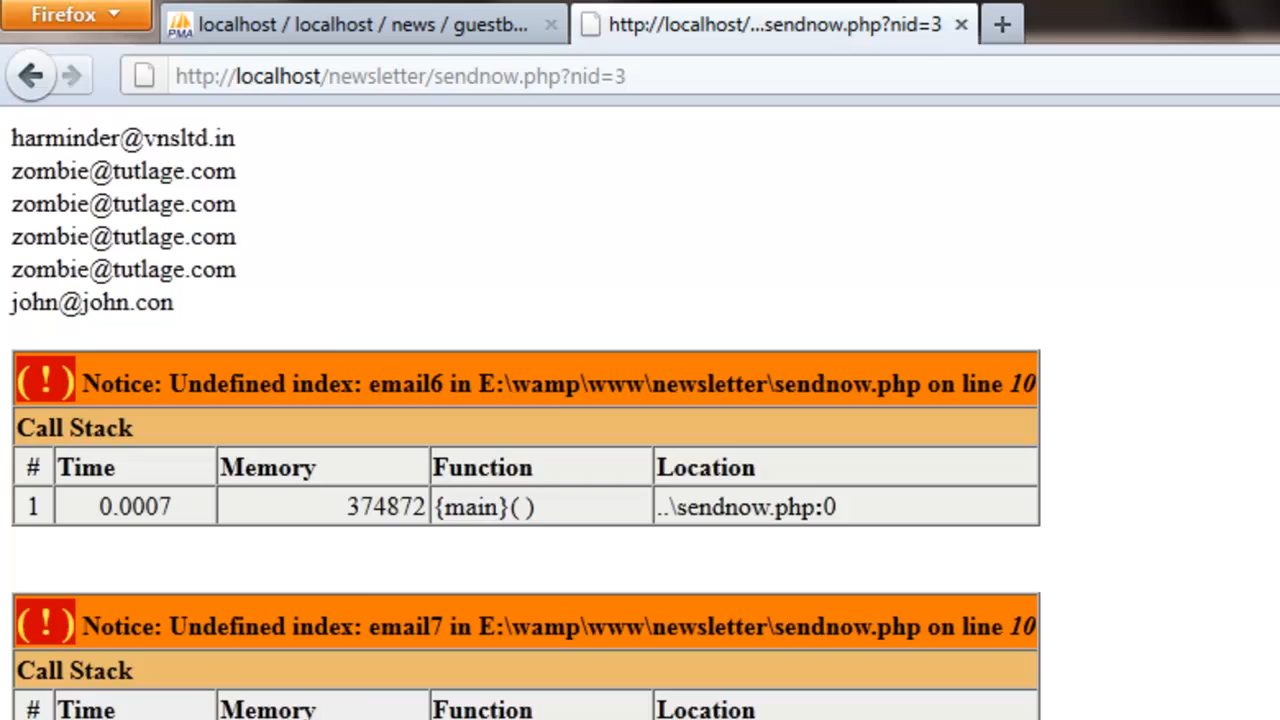 Firefox
PMA localhost / localhost / news / guestb...
http://localhost/...sendnow.php?nid=3
http://localhost/newsletter/sendnow.php?nid=3
harminder@vnsltd.in
zombie@tutlage.com
zombie@tutlage.com
zombie@tutlage.com
zombie@tutlage.com
john@john.con
( ! ) Notice: Undefined index: email6 in E:\wamp\www\newsletter\sendnow.php on line 10
Call Stack
# Time Memory Function Location
1 0.0007 374872 {main}( ) ..\sendnow.php:0
( ! ) Notice: Undefined index: email7 in E:\wamp\www\newsletter\sendnow.php on line 10
Call Stack
# Time Memory Function Location